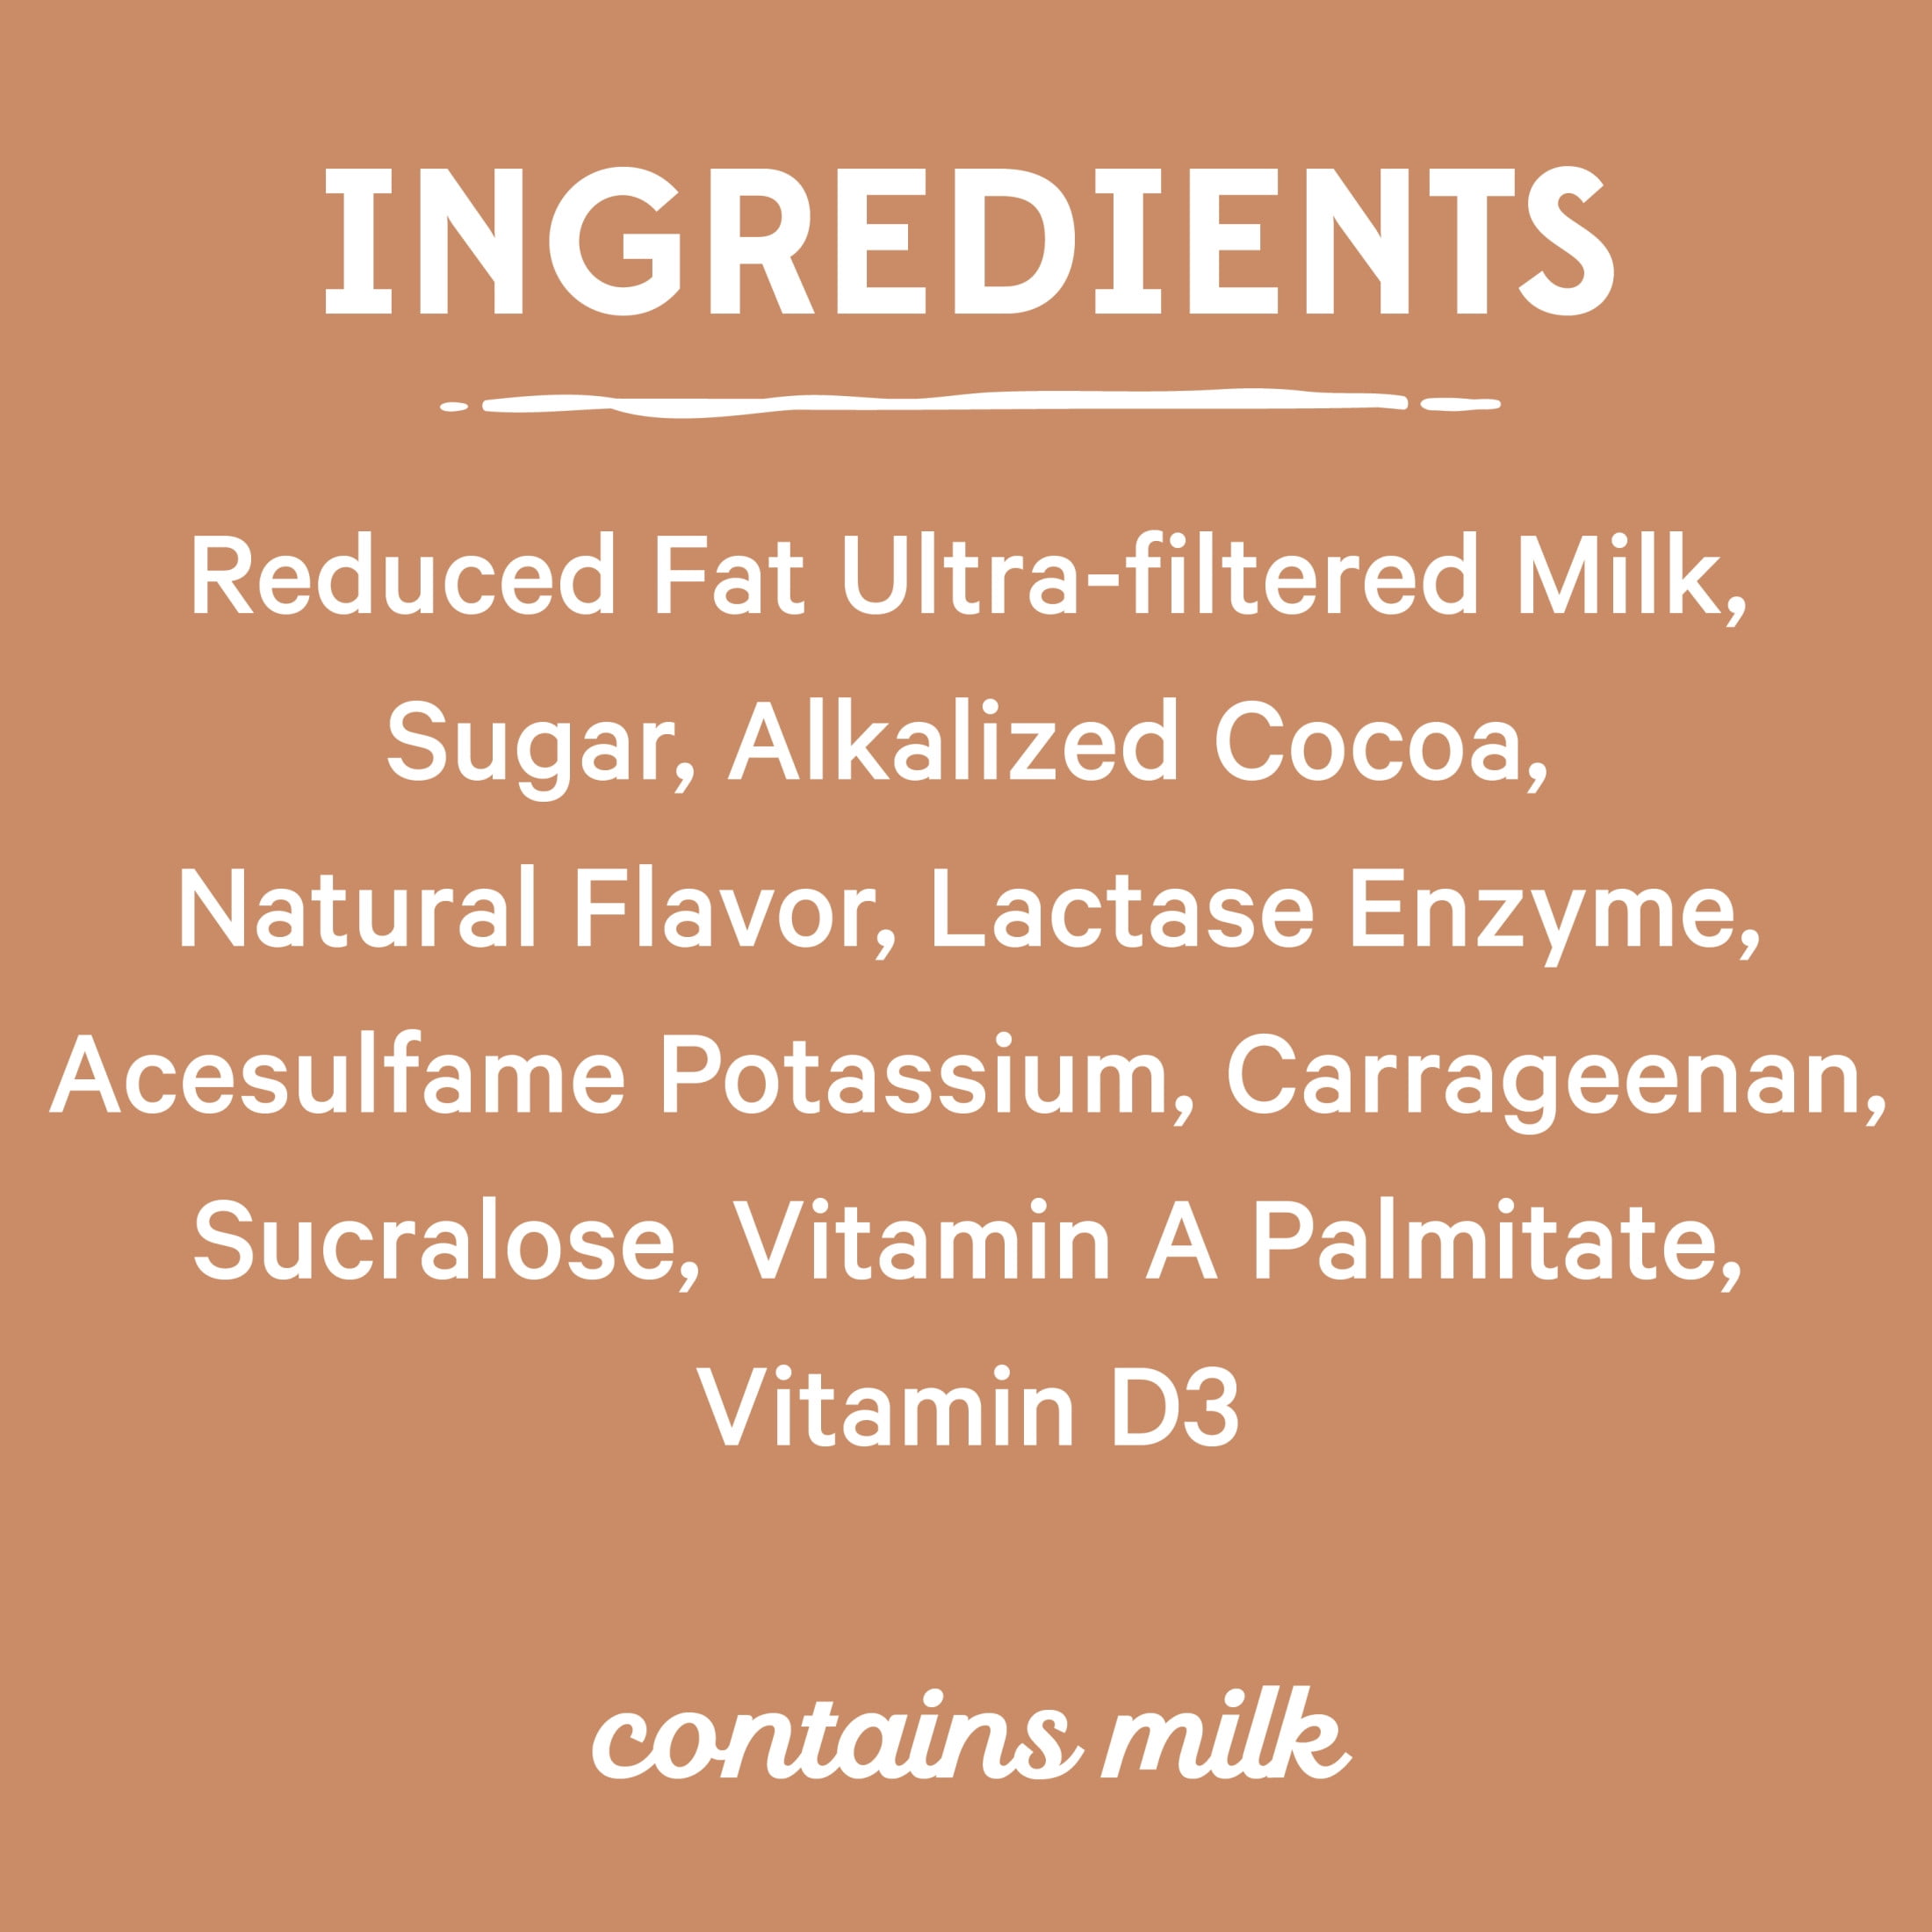 INGREDIENTS
Reduced Fat Ultra-filtered Milk,
Sugar, Alkalized Cocoa,
Natural Flavor, Lactase Enzyme,
Acesulfame Potassium, Carrageenan,
Sucralose, Vitamin A Palmitate,
Vitamin D3
contains milk